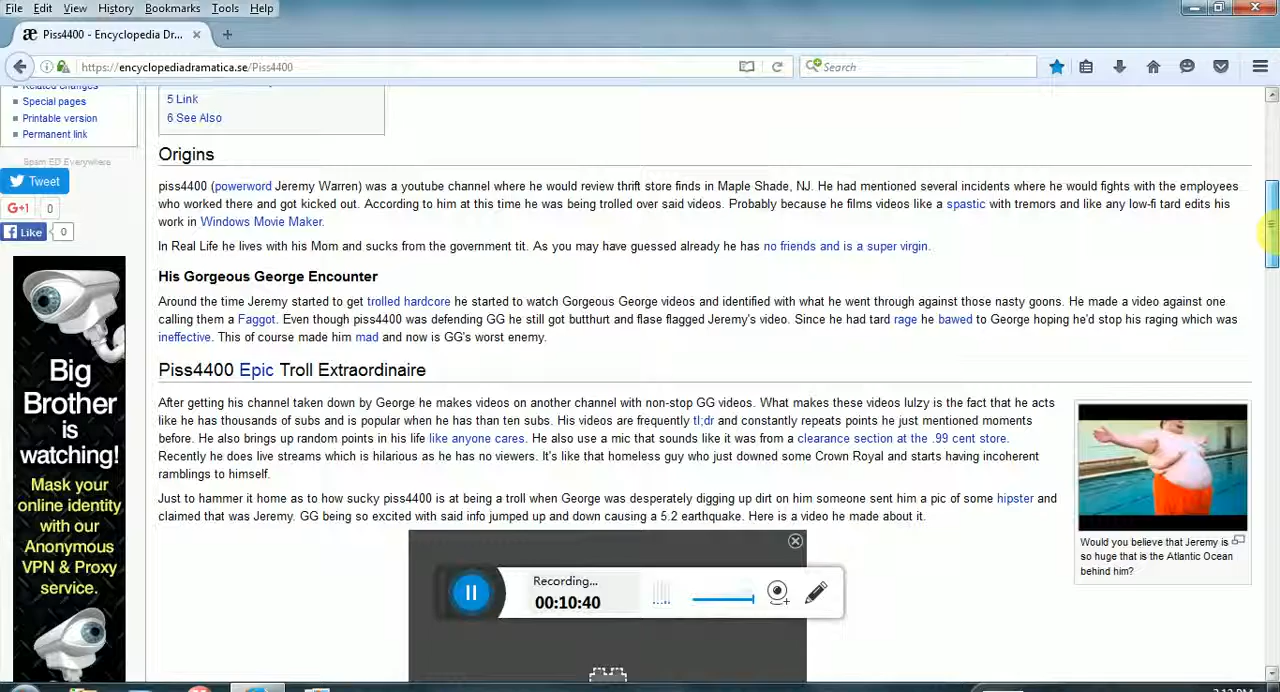 File Edit View History Bookmarks Tools Help
Piss4400 - Encyclopedia Dr...
https://encyclopediadramatica.se/Piss4400
Search
Related changes
Special pages
Printable version
Permanent link
Spam ED Everywhere
Tweet
G+1 0
Like 0
Big
Brother
is
watching!
Mask your
online identity
with our
Anonymous
VPN & Proxy
service.
5 Link
6 See Also
Origins
piss4400 (powerword Jeremy Warren) was a youtube channel where he would review thrift store finds in Maple Shade, NJ. He had mentioned several incidents where he would fights with the employees
who worked there and got kicked out. According to him at this time he was being trolled over said videos. Probably because he films videos like a spastic with tremors and like any low-fi tard edits his
work in Windows Movie Maker.
In Real Life he lives with his Mom and sucks from the government tit. As you may have guessed already he has no friends and is a super virgin.
His Gorgeous George Encounter
Around the time Jeremy started to get trolled hardcore he started to watch Gorgeous George videos and identified with what he went through against those nasty goons. He made a video against one
calling them a Faggot. Even though piss4400 was defending GG he still got butthurt and flase flagged Jeremy's video. Since he had tard rage he bawed to George hoping he'd stop his raging which was
ineffective. This of course made him mad and now is GG's worst enemy.
Piss4400 Epic Troll Extraordinaire
After getting his channel taken down by George he makes videos on another channel with non-stop GG videos. What makes these videos lulzy is the fact that he acts
like he has thousands of subs and is popular when he has than ten subs. His videos are frequently tl;dr and constantly repeats points he just mentioned moments
before. He also brings up random points in his life like anyone cares. He also use a mic that sounds like it was from a clearance section at the .99 cent store.
Recently he does live streams which is hilarious as he has no viewers. It's like that homeless guy who just downed some Crown Royal and starts having incoherent
ramblings to himself.
Just to hammer it home as to how sucky piss4400 is at being a troll when George was desperately digging up dirt on him someone sent him a pic of some hipster and
claimed that was Jeremy. GG being so excited with said info jumped up and down causing a 5.2 earthquake. Here is a video he made about it.
Would you believe that Jeremy is
so huge that is the Atlantic Ocean
behind him?
Recording...
00:10:40